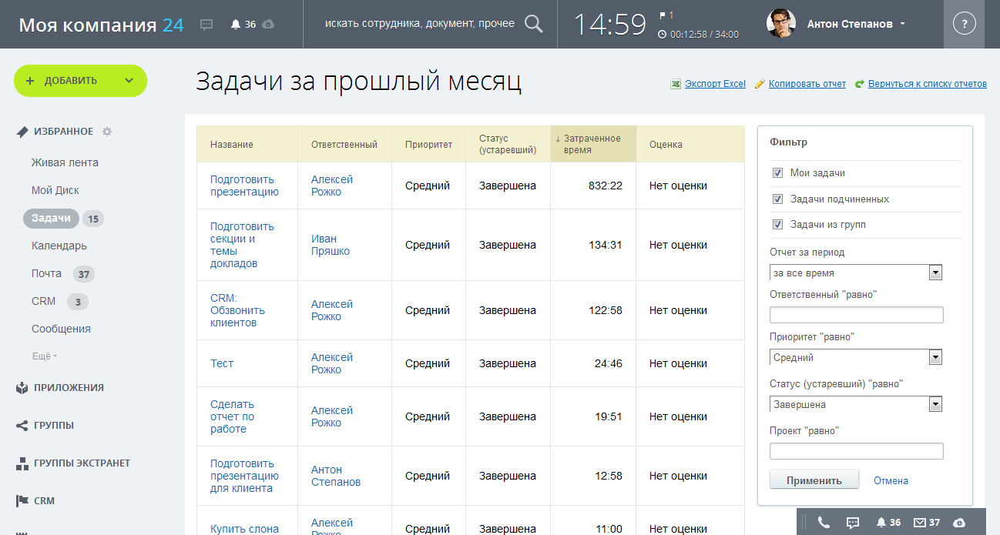 Моя компания 24
36
искать сотрудника, документ, прочее
14:59
1
00:12:58 / 34:00
Антон Степанов
?
+ ДОБАВИТЬ
Задачи за прошлый месяц
Экспорт Excel
Копировать отчет
Вернуться к списку отчетов
ИЗБРАННОЕ
Живая лента
Мой Диск
Задачи 15
Календарь
Почта 37
CRM 3
Сообщения
Ещё
ПРИЛОЖЕНИЯ
ГРУППЫ
ГРУППЫ ЭКСТРАНЕТ
CRM
Название
Ответственный
Приоритет
Статус
(устаревший)
↓ Затраченное
время
Оценка
Подготовить
презентацию
Алексей
Рожко
Средний
Завершена
832:22
Нет оценки
Подготовить
секции и
темы
докладов
Иван
Пряшко
Средний
Завершена
134:31
Нет оценки
CRM:
Обзвонить
клиентов
Алексей
Рожко
Средний
Завершена
122:58
Нет оценки
Тест
Алексей
Рожко
Средний
Завершена
24:46
Нет оценки
Сделать
отчет по
работе
Алексей
Рожко
Средний
Завершена
19:51
Нет оценки
Подготовить
презентацию
для клиента
Антон
Степанов
Средний
Завершена
12:58
Нет оценки
Купить слона
Алексей
Рожко
Средний
Завершена
11:00
Нет оценки
Фильтр
Мои задачи
Задачи подчиненных
Задачи из групп
Отчет за период
за все время
Ответственный "равно"
Приоритет "равно"
Средний
Статус (устаревший) "равно"
Завершена
Проект "равно"
Применить
Отмена
36
37